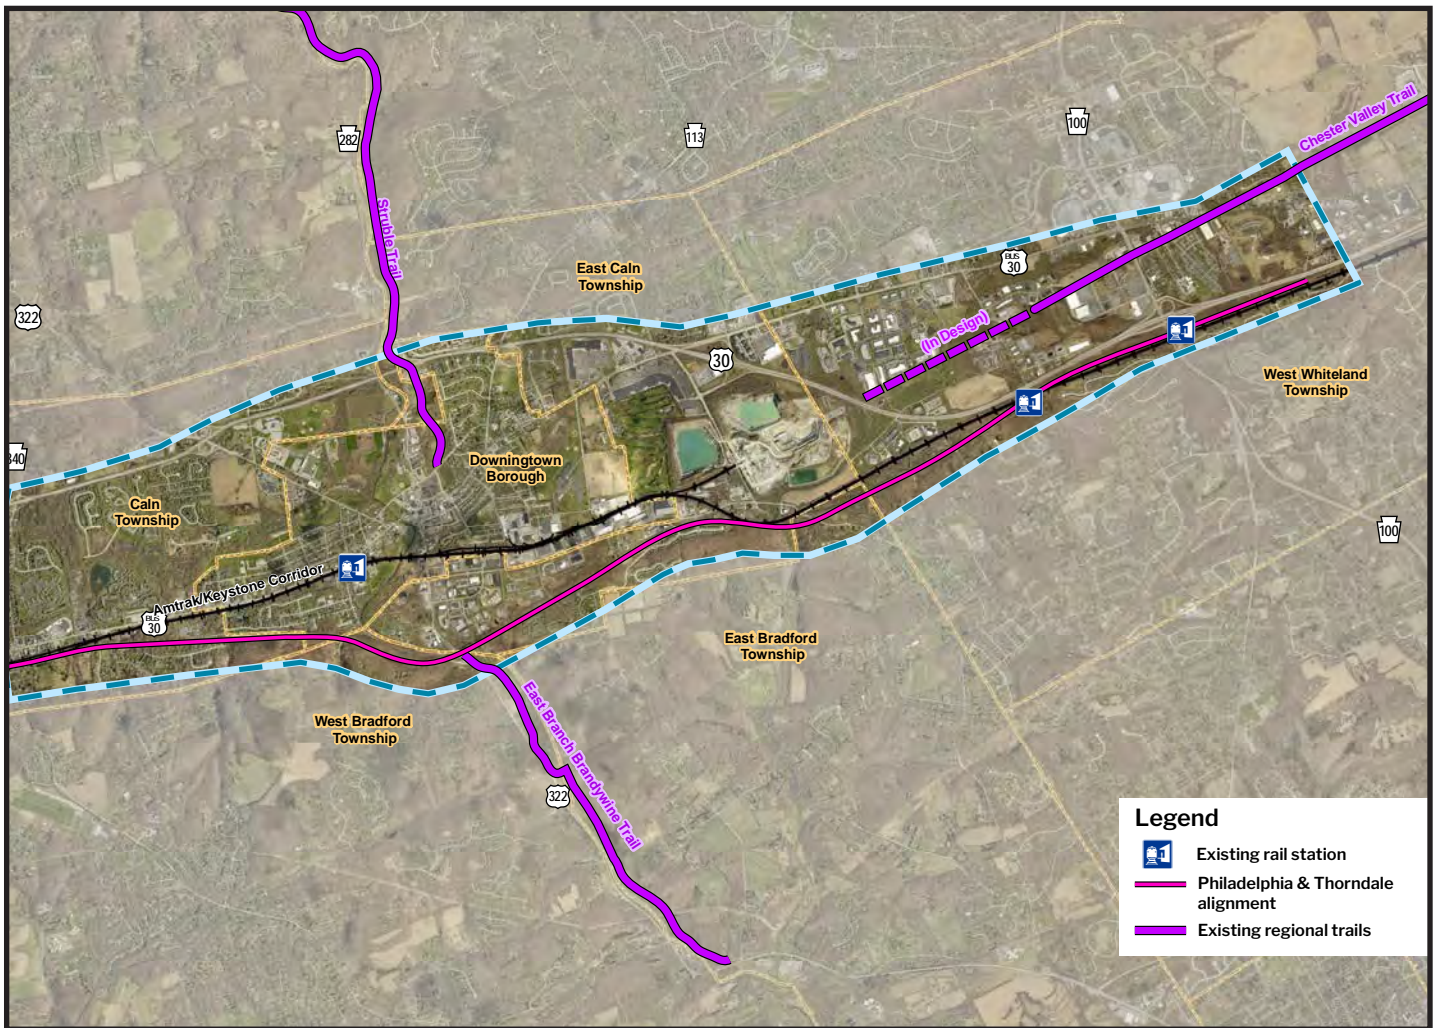 282
113
100
Chester Valley Trail
Struble Trail
East Caln
Township
BUS
30
322
(In Design)
30
West Whiteland
Township
340
Downingtown
Borough
Caln
Township
100
Amtrak/Keystone Corridor
BUS
30
East Bradford
Township
East Branch Brandywine Trail
West Bradford
Township
322
Legend
Existing rail station
Philadelphia & Thorndale
alignment
Existing regional trails